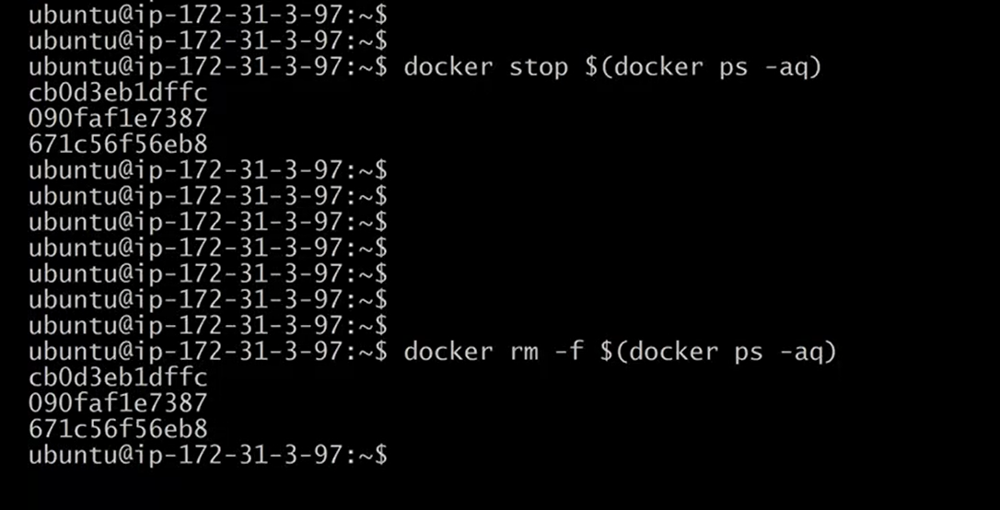 ubuntu@ip-172-31-3-97:~$
ubuntu@ip-172-31-3-97:~$
ubuntu@ip-172-31-3-97:~$ docker stop $(docker ps -aq)
cb0d3eb1dffc
090faf1e7387
671c56f56eb8
ubuntu@ip-172-31-3-97:~$
ubuntu@ip-172-31-3-97:~$
ubuntu@ip-172-31-3-97:~$
ubuntu@ip-172-31-3-97:~$
ubuntu@ip-172-31-3-97:~$
ubuntu@ip-172-31-3-97:~$
ubuntu@ip-172-31-3-97:~$
ubuntu@ip-172-31-3-97:~$ docker rm -f $(docker ps -aq)
cb0d3eb1dffc
090faf1e7387
671c56f56eb8
ubuntu@ip-172-31-3-97:~$